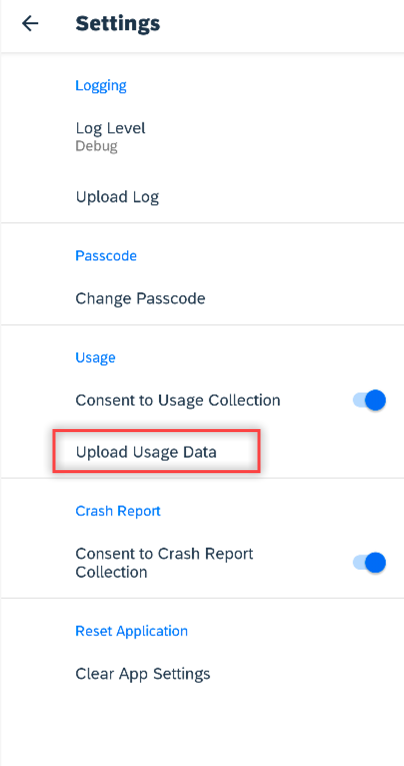 Settings
Logging
Log Level
Debug
Upload Log
Passcode
Change Passcode
Usage
Consent to Usage Collection
Upload Usage Data
Crash Report
Consent to Crash Report
Collection
Reset Application
Clear App Settings